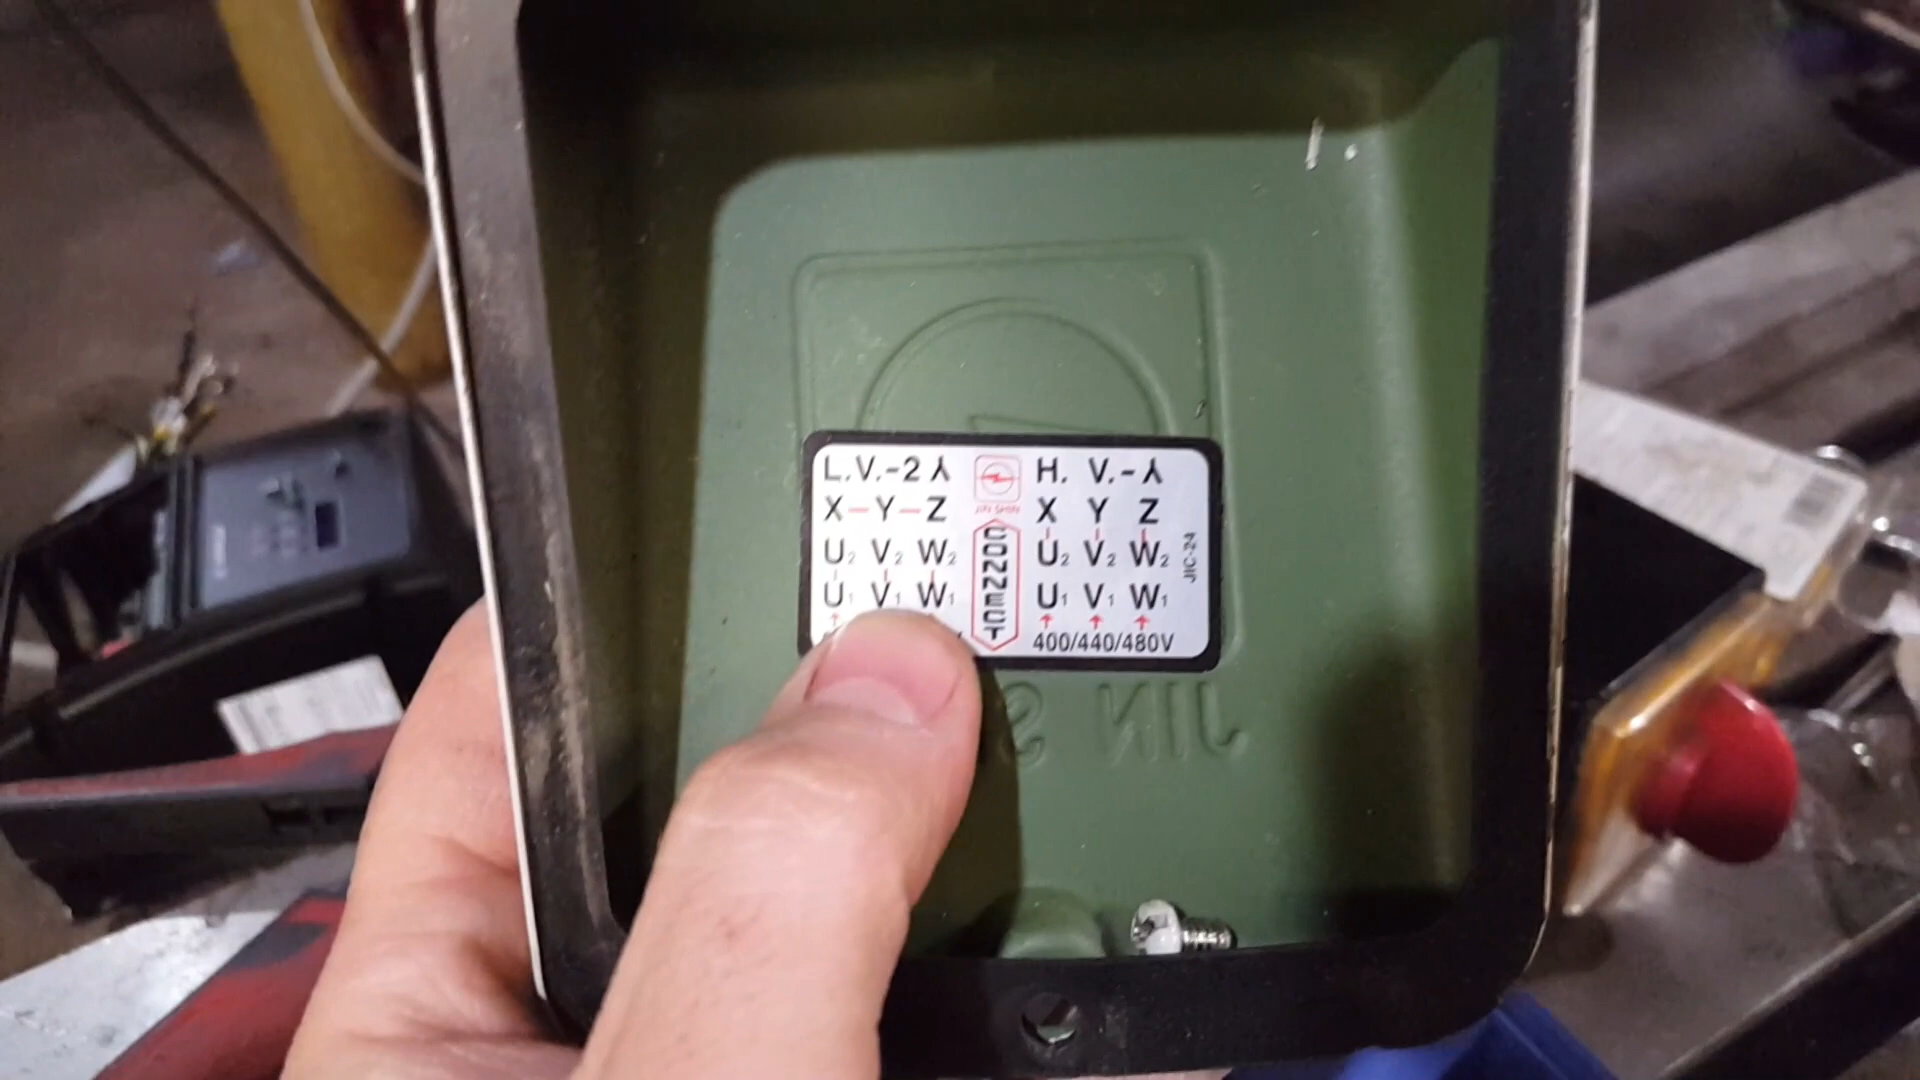 L.V.-2⅄
X-Y-Z
U2 V2 W2
U1 V1 W1
JIN SHIN
CONNECT
H. V.-⅄
X Y Z
U2 V2 W2
U1 V1 W1
400/440/480V
JIC-24
JIN